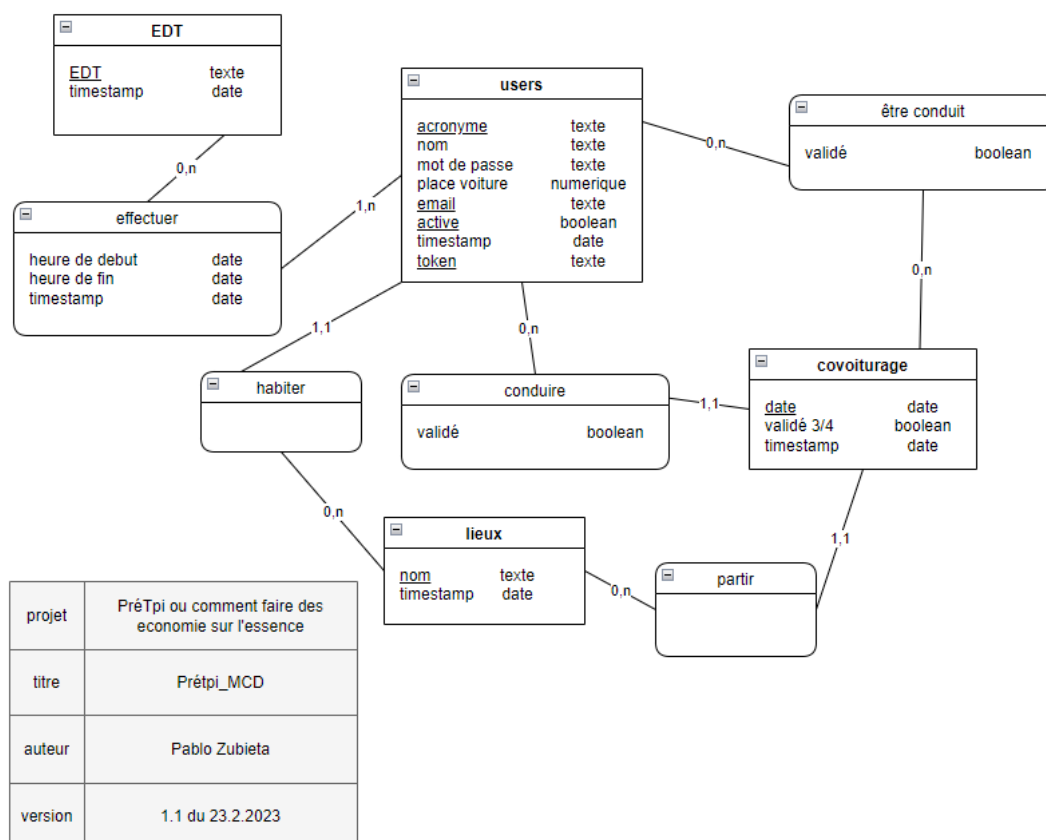 EDT
EDT texte
timestamp date
0,n
effectuer
heure de debut date
heure de fin date
timestamp date
1,n
users
acronyme texte
nom texte
mot de passe texte
place voiture numerique
email texte
active boolean
timestamp date
token texte
0,n
être conduit
validé boolean
0,n
1,1
0,n
habiter
conduire
validé boolean
1,1
covoiturage
date date
validé 3/4 boolean
timestamp date
0,n
lieux
nom texte
timestamp date
0,n
partir
1,1
projet PréTpi ou comment faire des
economie sur l'essence
titre Prétpi_MCD
auteur Pablo Zubieta
version 1.1 du 23.2.2023